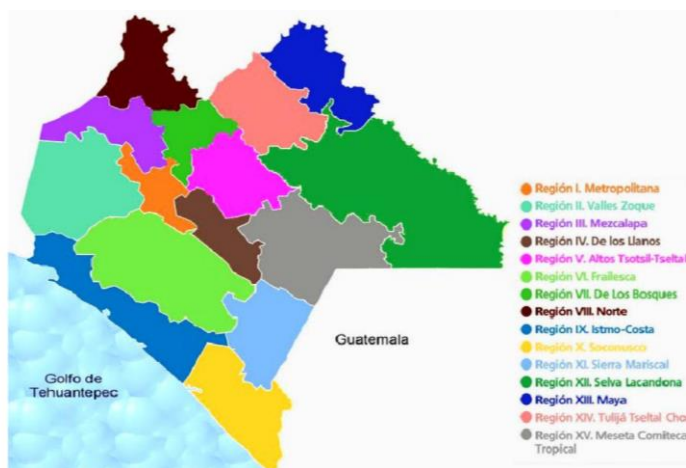 Región I. Metropolitana
Región II. Valles Zoque
Región III. Mezcalapa
Región IV. De los Llanos
Región V. Altos Tsotsil-Tseltal
Región VI. Frailesca
Región VII. De Los Bosques
Región VIII. Norte
Región IX. Istmo-Costa
Región X. Soconusco
Región XI. Sierra Mariscal
Región XII. Selva Lacandona
Región XIII. Maya
Región XIV. Tulijá Tseltal Cho
Región XV. Meseta Comiteca
Tropical
Guatemala
Golfo de
Tehuantepec